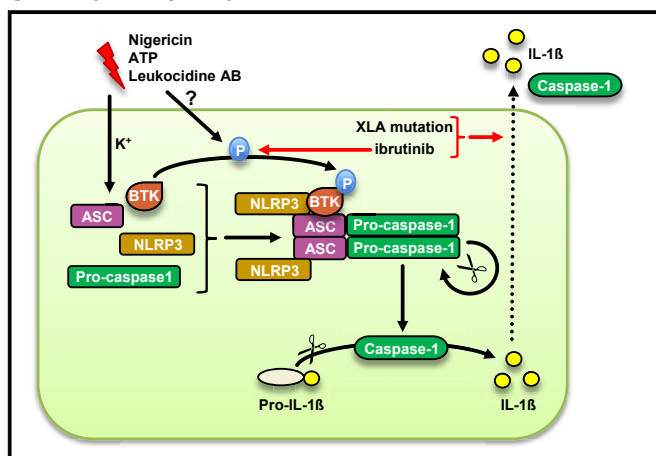 Nigericin
ATP
Leukocidine AB
?
K+
IL-1ß
Caspase-1
XLA mutation
ibrutinib
P
P
BTK
ASC
NLRP3
Pro-caspase1
NLRP3
BTK
ASC
Pro-caspase-1
ASC
Pro-caspase-1
NLRP3
Caspase-1
Pro-IL-1ß
IL-1ß